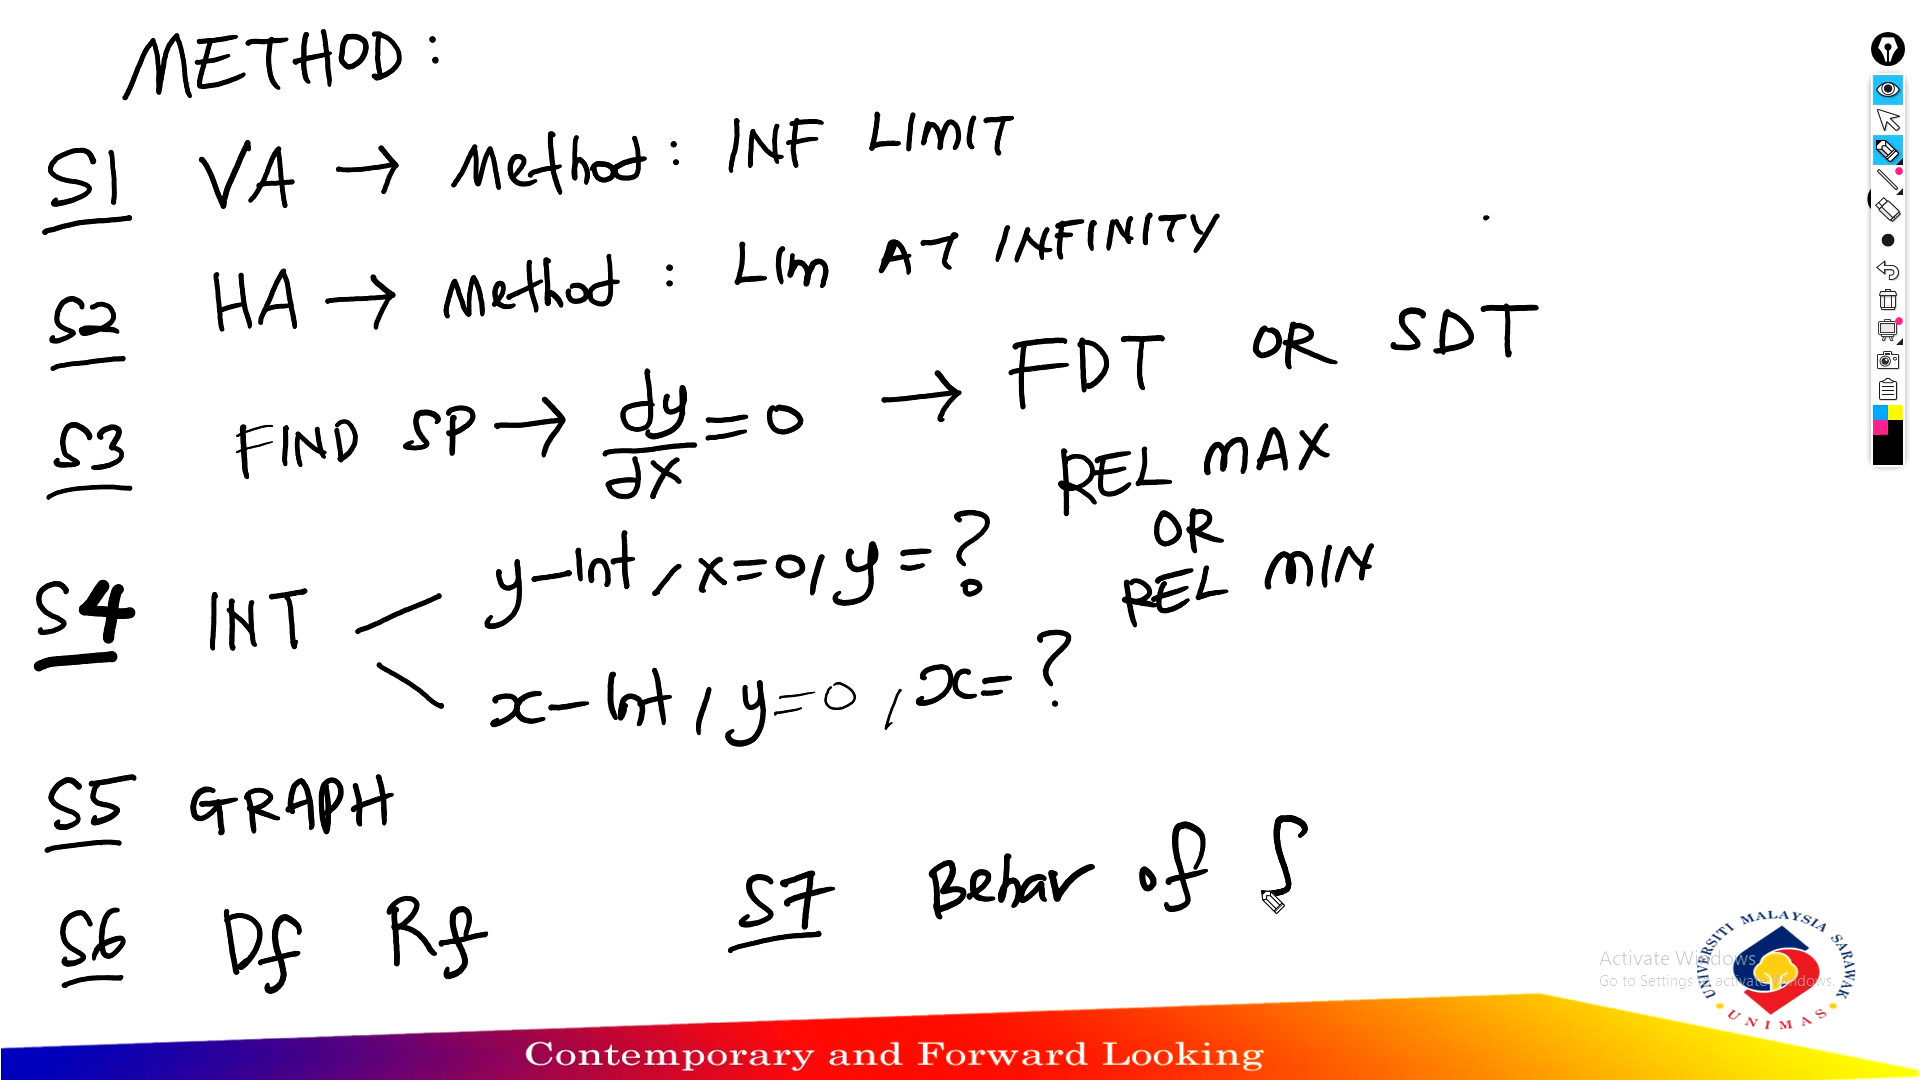 METHOD:
S1 VA → Method: INF LIMIT
S2 HA → Method: LIM AT INFINITY
S3 FIND SP → dy/dx = 0 → FDT OR SDT
REL MAX
OR
REL MIN
S4 INT
y-Int, x=0, y=?
x-Int, y=0, x=?
S5 GRAPH
S6 Df Rf
S7 Behav of f
Activate Windows
Go to Settings to activate Windows.
UNIVERSITI MALAYSIA SARAWAK
UNIMAS
Contemporary and Forward Looking